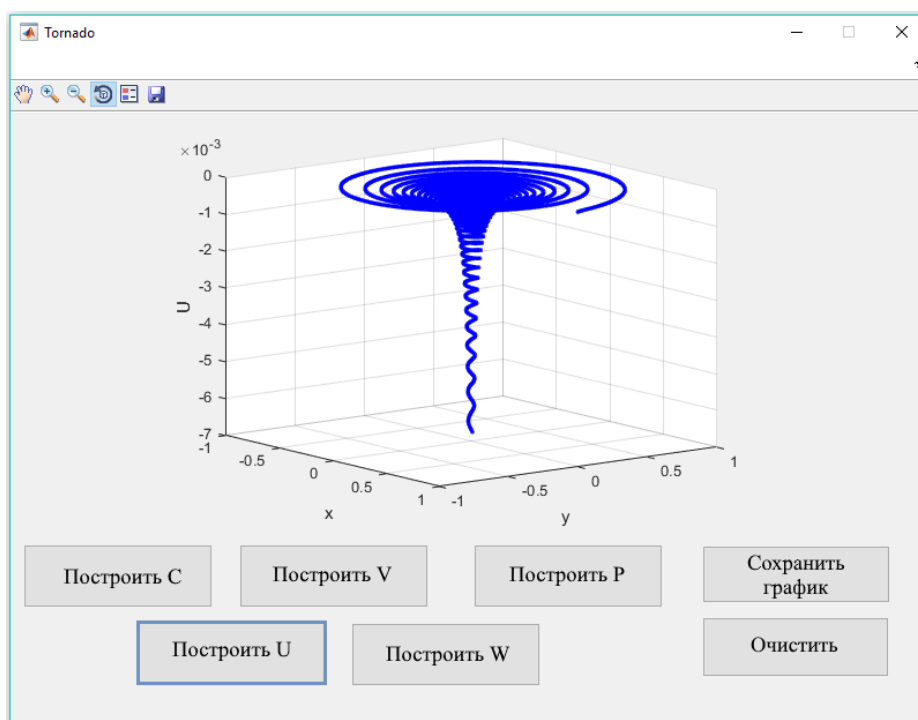 Tornado
×10⁻³
0
-1
-2
-3
-4
-5
-6
-7
U
-1
-0.5
0
0.5
1
x
-1
-0.5
0
0.5
1
y
Построить C
Построить V
Построить P
Сохранить
график
Построить U
Построить W
Очистить